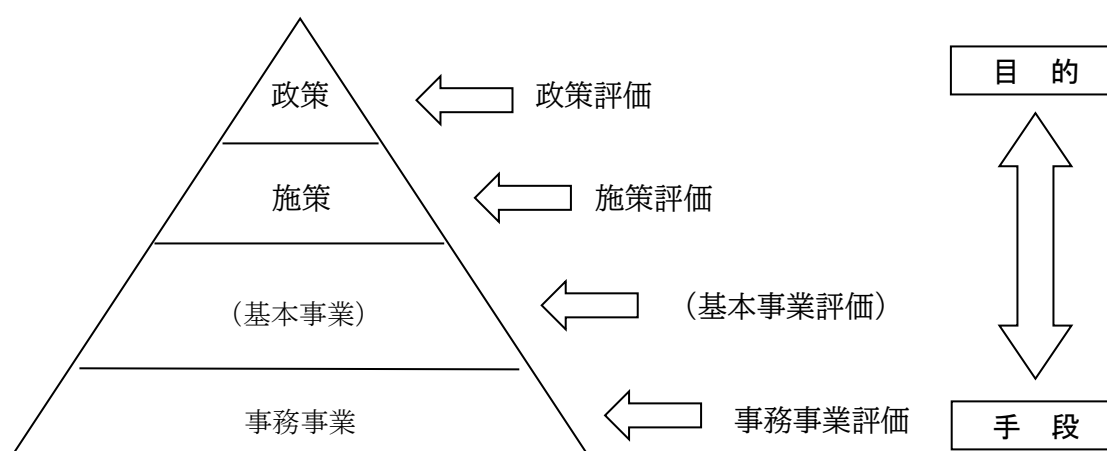 政策
政策評価
目 的
施策
施策評価
(基本事業)
(基本事業評価)
事務事業
事務事業評価
手 段